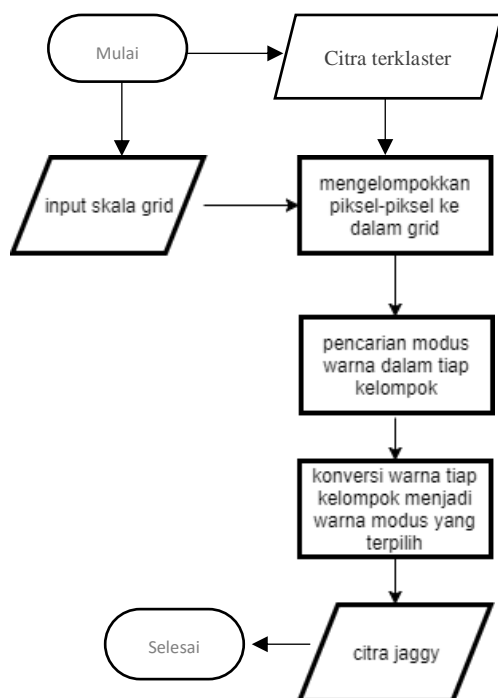 Mulai
Citra terklaster
input skala grid
mengelompokkan
piksel-piksel ke
dalam grid
pencarian modus
warna dalam tiap
kelompok
konversi warna tiap
kelompok menjadi
warna modus yang
terpilih
citra jaggy
Selesai